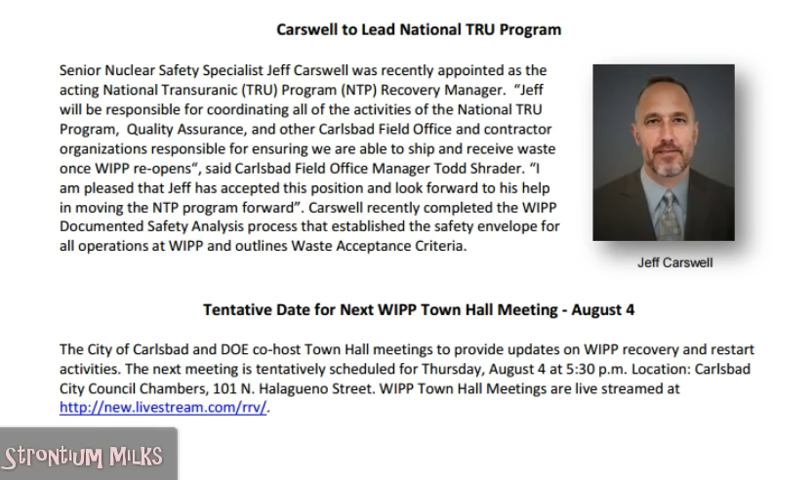 Carswell to Lead National TRU Program
Senior Nuclear Safety Specialist Jeff Carswell was recently appointed as the
acting National Transuranic (TRU) Program (NTP) Recovery Manager. “Jeff
will be responsible for coordinating all of the activities of the National TRU
Program, Quality Assurance, and other Carlsbad Field Office and contractor
organizations responsible for ensuring we are able to ship and receive waste
once WIPP re-opens“, said Carlsbad Field Office Manager Todd Shrader. “I
am pleased that Jeff has accepted this position and look forward to his help
in moving the NTP program forward”. Carswell recently completed the WIPP
Documented Safety Analysis process that established the safety envelope for
all operations at WIPP and outlines Waste Acceptance Criteria.
Jeff Carswell
Tentative Date for Next WIPP Town Hall Meeting - August 4
The City of Carlsbad and DOE co-host Town Hall meetings to provide updates on WIPP recovery and restart
activities. The next meeting is tentatively scheduled for Thursday, August 4 at 5:30 p.m. Location: Carlsbad
City Council Chambers, 101 N. Halagueno Street. WIPP Town Hall Meetings are live streamed at
http://new.livestream.com/rrv/.
Strontium Milks